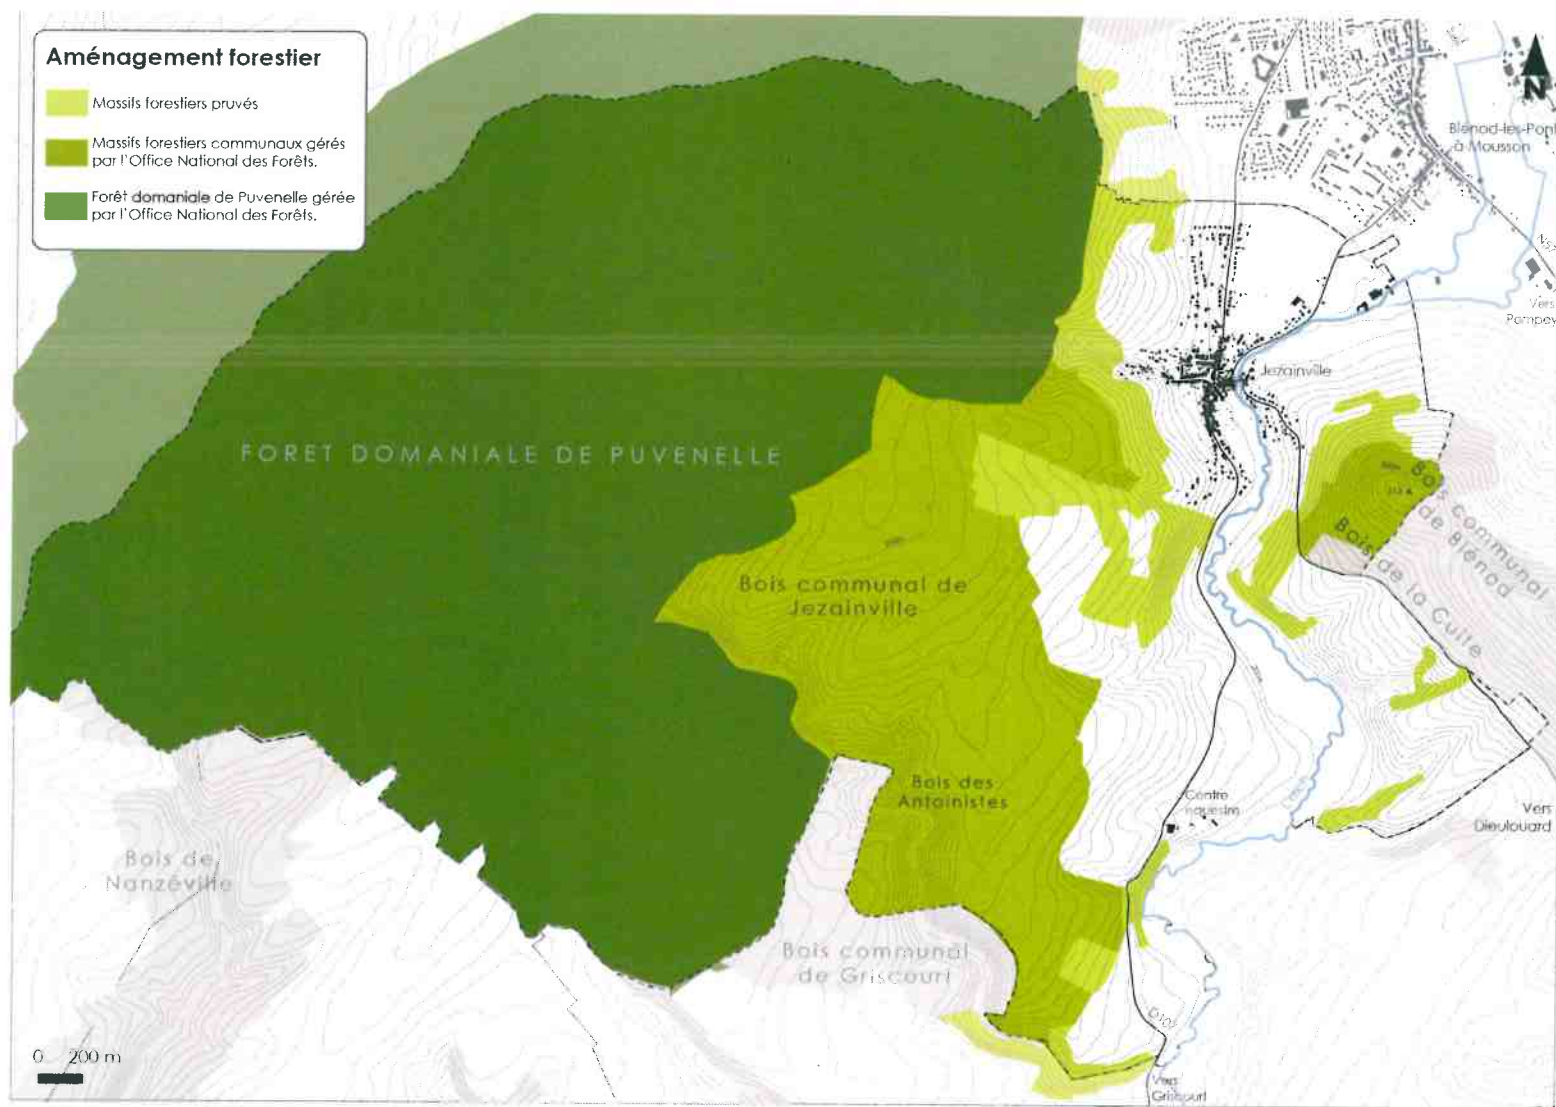 Aménagement forestier
Massifs forestiers pruvés
Massifs forestiers communaux gérés
par l'Office National des Forêts.
Forêt domaniale de Puvenelle gérée
par l'Office National des Forêts.
N
Blénod-les-Pont
-à-Mousson
Vers
Pompey
Jezainville
FORET DOMANIALE DE PUVENELLE
Bois communal
de Blénod
Bois de la Cuite
Bois communal de
Jezainville
Bois des
Antoinistes
Centre
équestre
Vers
Dieulouard
Bois de
Nanzéville
Bois communal
de Griscourt
D107
0 200 m
Vers
Griscourt